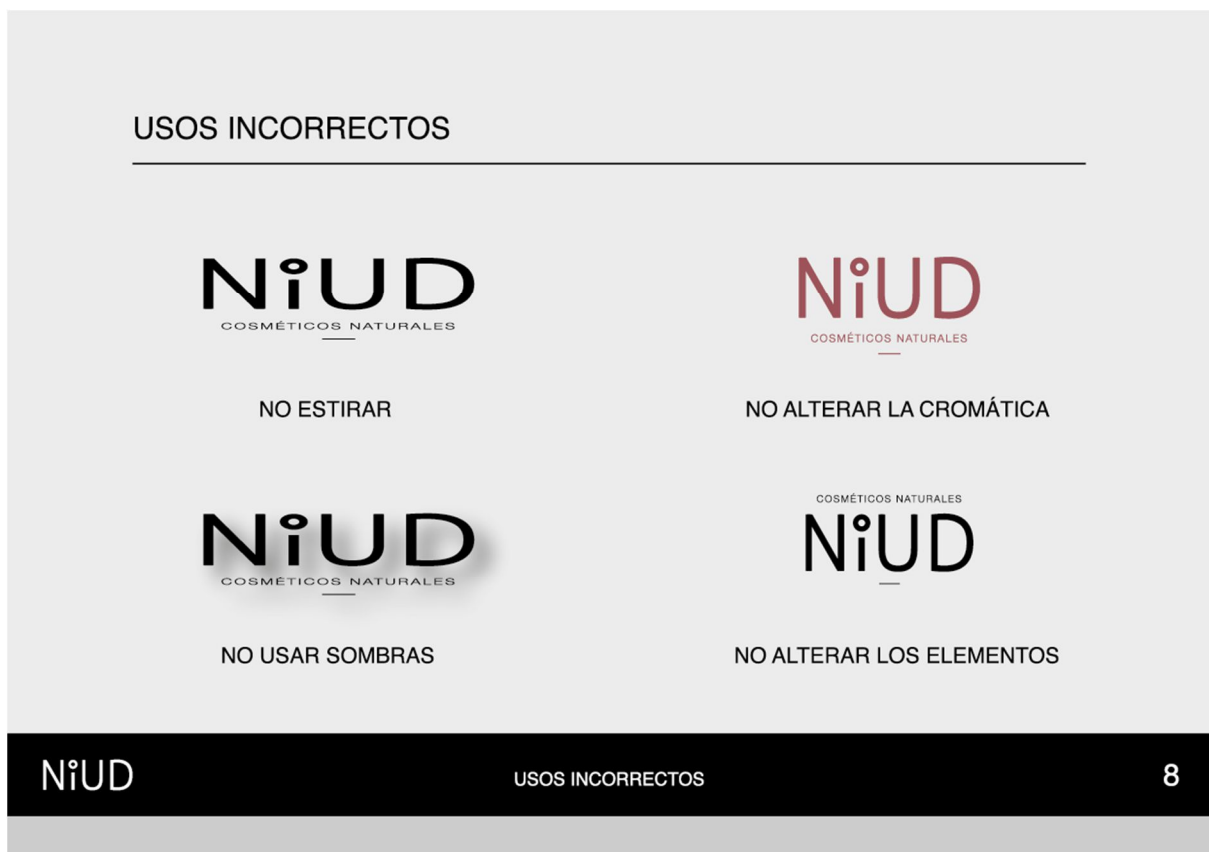 USOS INCORRECTOS
NiUD
COSMÉTICOS NATURALES
NO ESTIRAR
NiUD
COSMÉTICOS NATURALES
NO ALTERAR LA CROMÁTICA
NiUD
COSMÉTICOS NATURALES
NO USAR SOMBRAS
COSMÉTICOS NATURALES
NiUD
NO ALTERAR LOS ELEMENTOS
NiUD
USOS INCORRECTOS
8